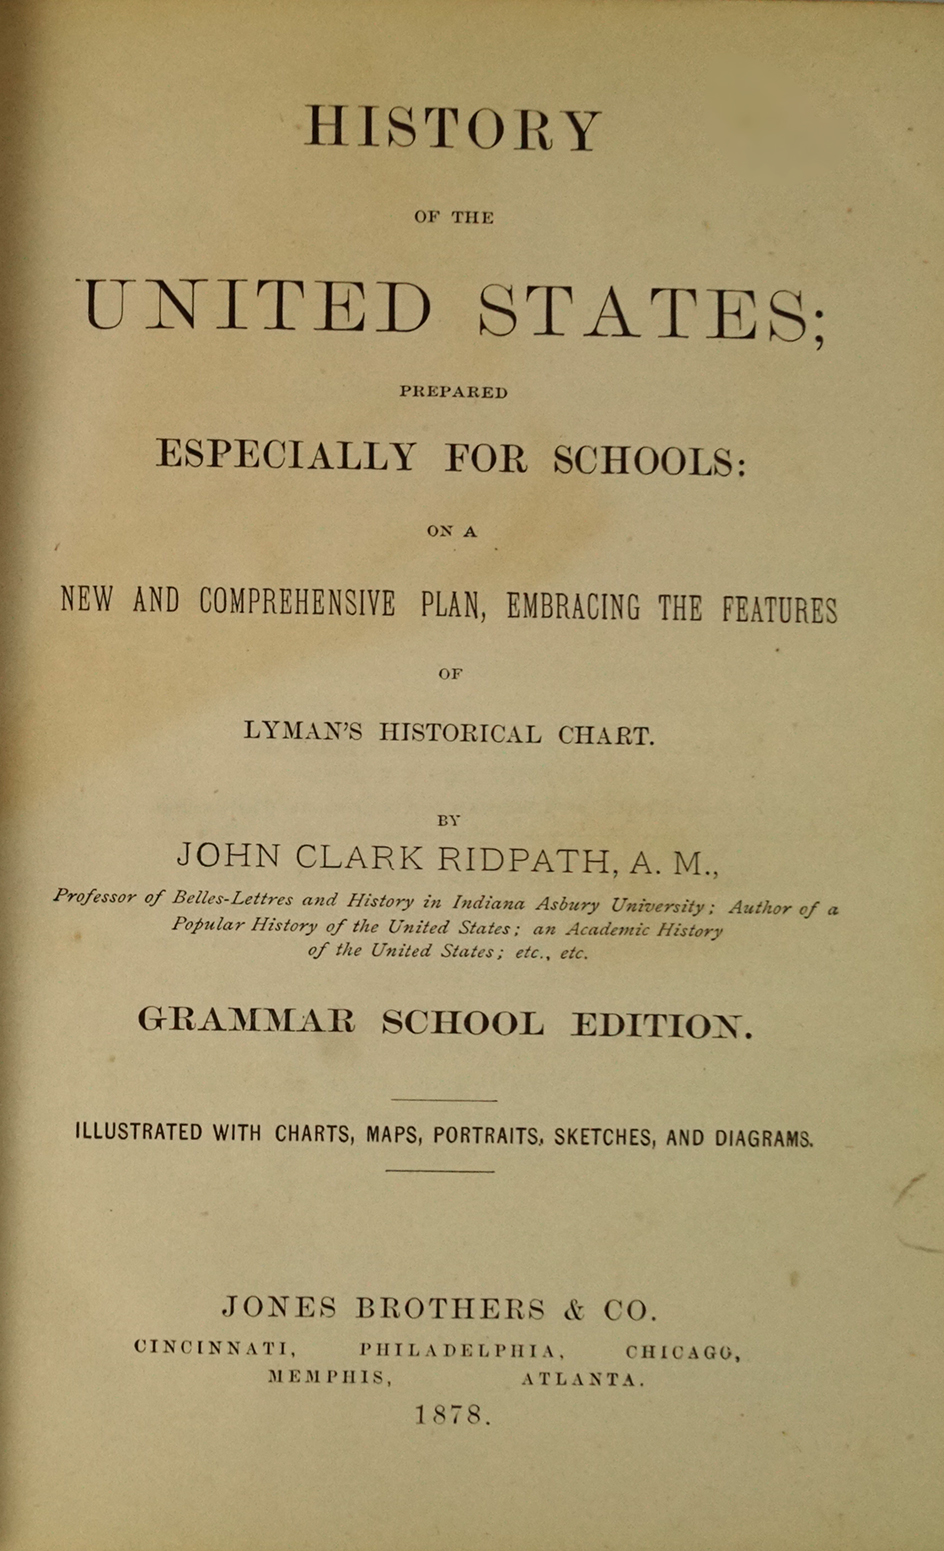 HISTORY
OF THE
UNITED STATES;
PREPARED
ESPECIALLY FOR SCHOOLS:
ON A
NEW AND COMPREHENSIVE PLAN, EMBRACING THE FEATURES
OF
LYMAN'S HISTORICAL CHART.
BY
JOHN CLARK RIDPATH, A. M.,
Professor of Belles-Lettres and History in Indiana Asbury University; Author of a
Popular History of the United States; an Academic History
of the United States; etc., etc.
GRAMMAR SCHOOL EDITION.
ILLUSTRATED WITH CHARTS, MAPS, PORTRAITS, SKETCHES, AND DIAGRAMS.
JONES BROTHERS & CO.
CINCINNATI, PHILADELPHIA, CHICAGO,
MEMPHIS, ATLANTA.
1878.